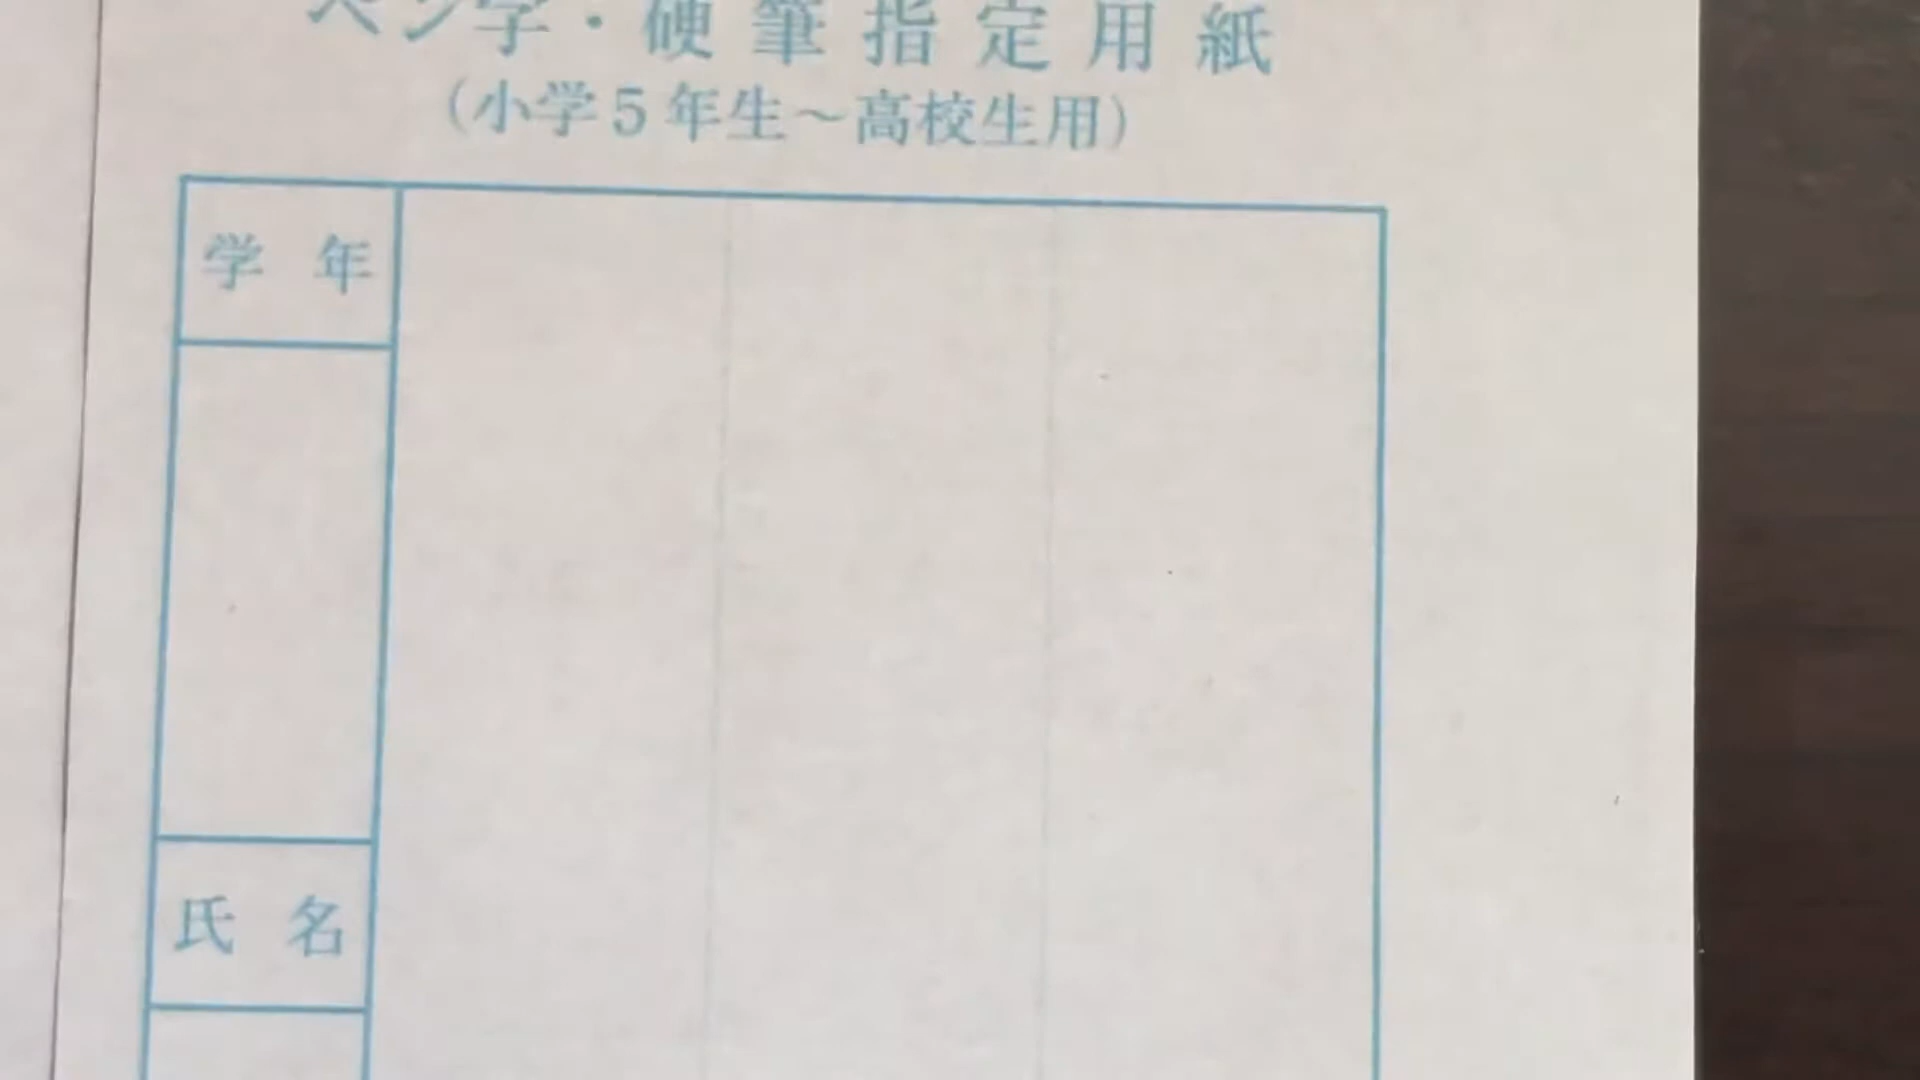 ペン字・硬筆指定用紙
(小学5年生～高校生用)
学年
氏名